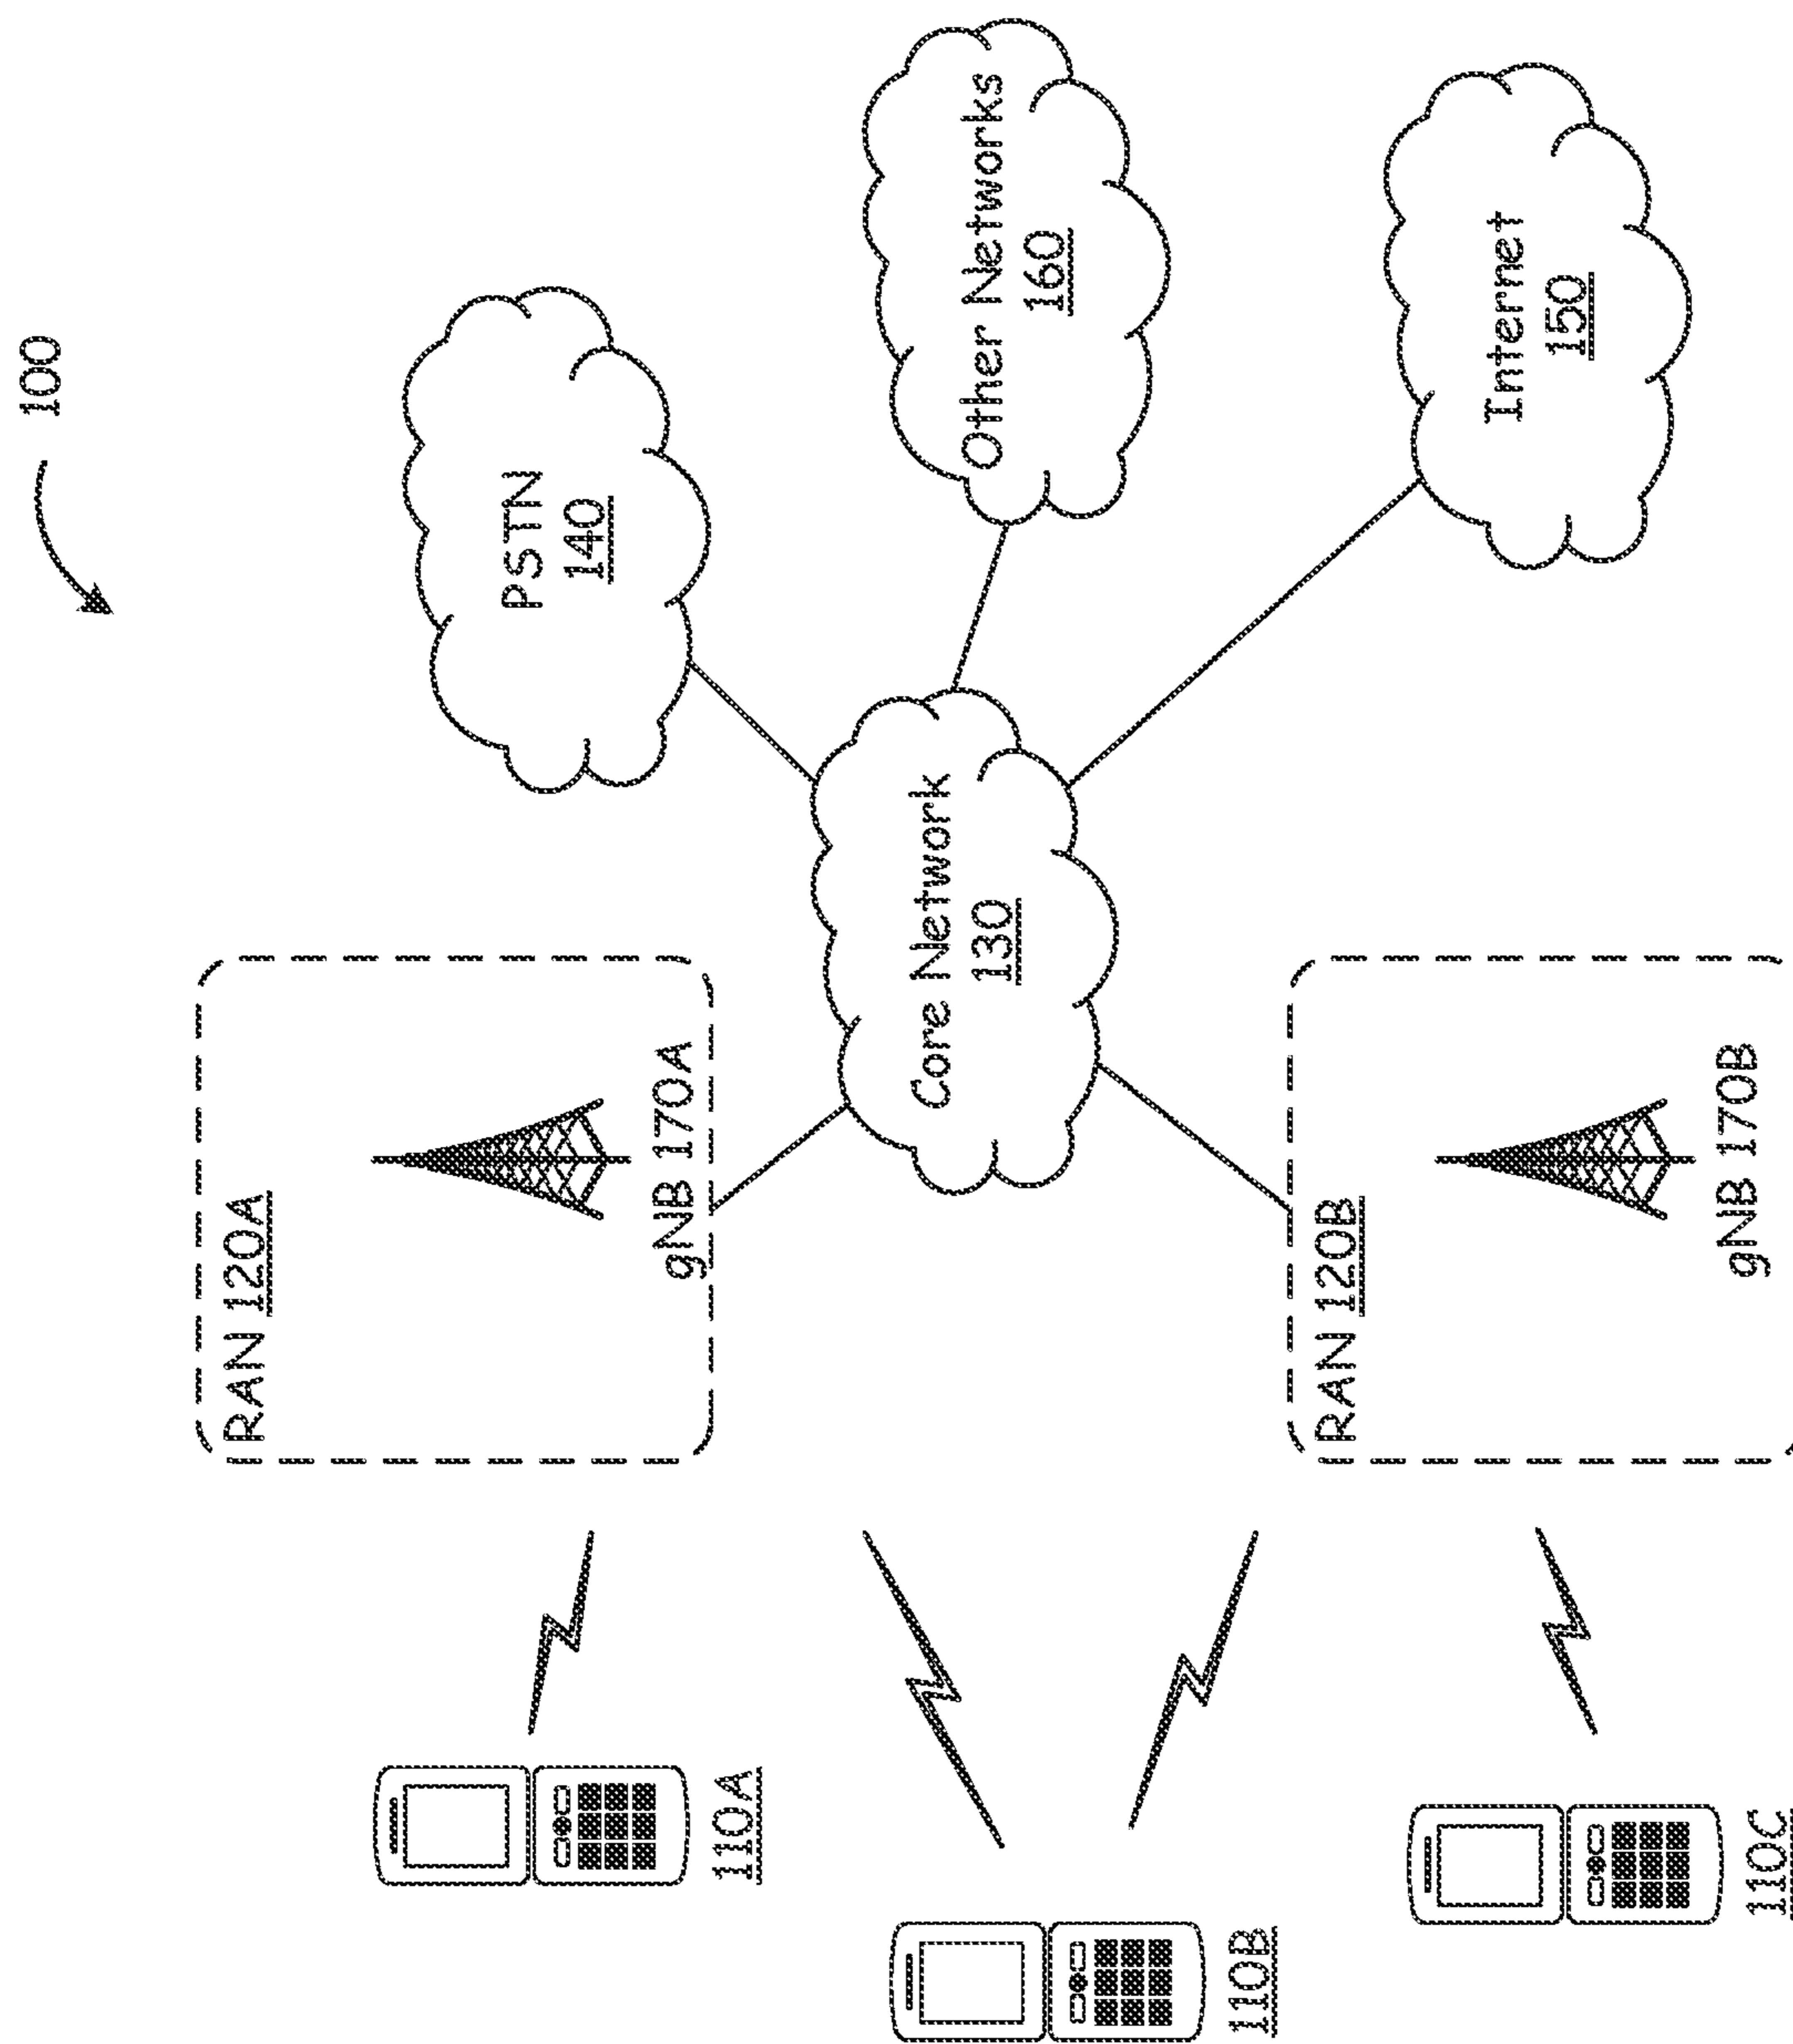 100
RAN 120A
gNB 170A
PSTN
140
110A
Core Network
130
Other Networks
160
110B
RAN 120B
gNB 170B
Internet
150
110C